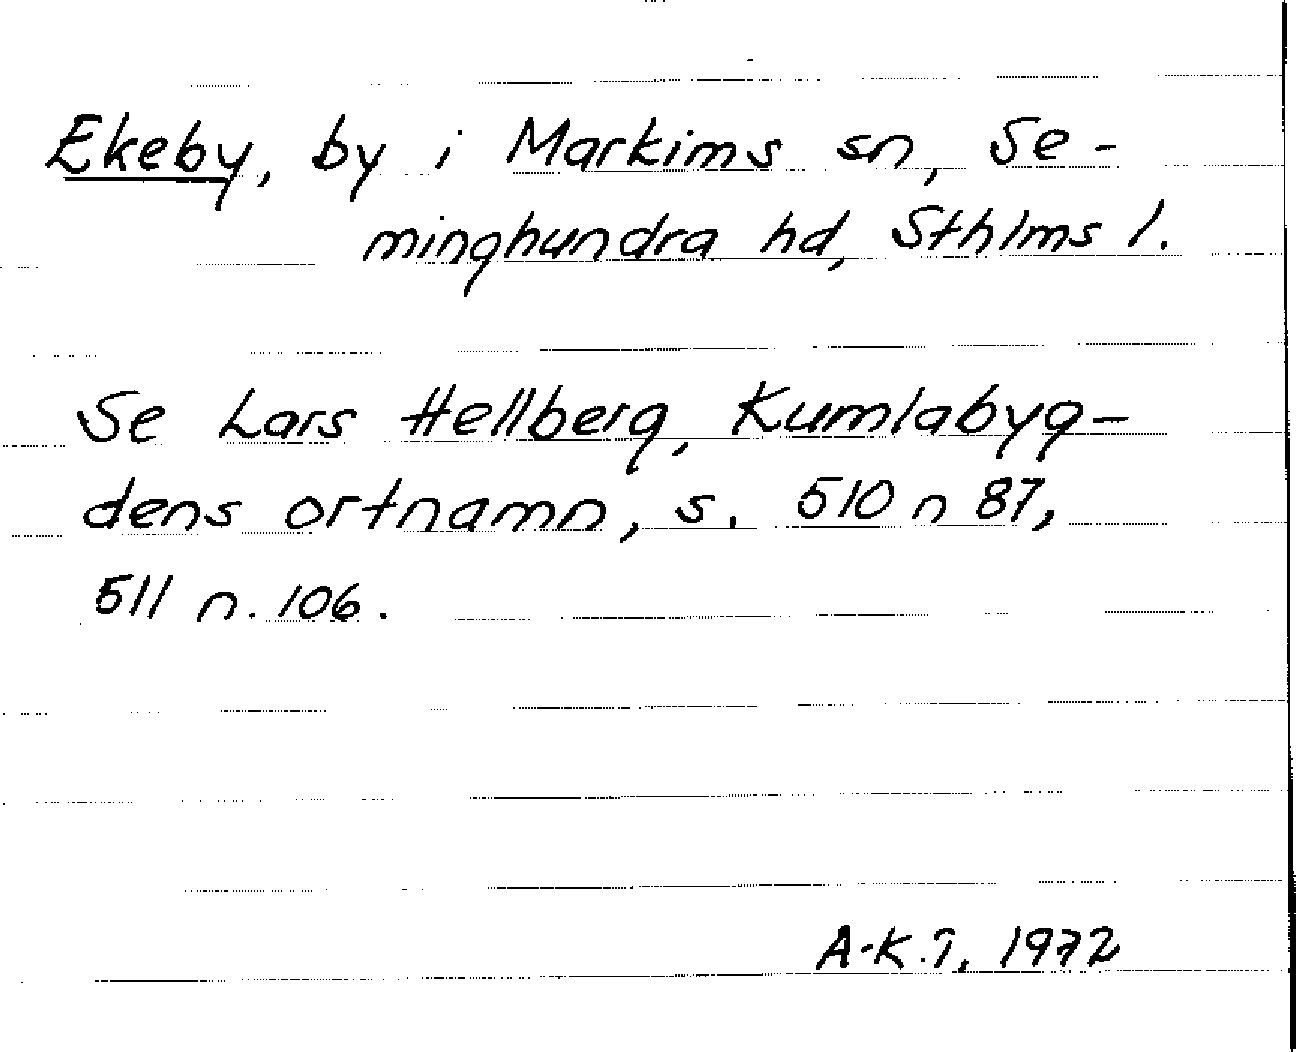 Ekeby, by i Markims sn, Se-
minghundra hd, Sthlms l.
Se Lars Hellberg, Kumlabyg-
dens ortnamn, s. 510 n 87,
511 n. 106.
A-K.T, 1972